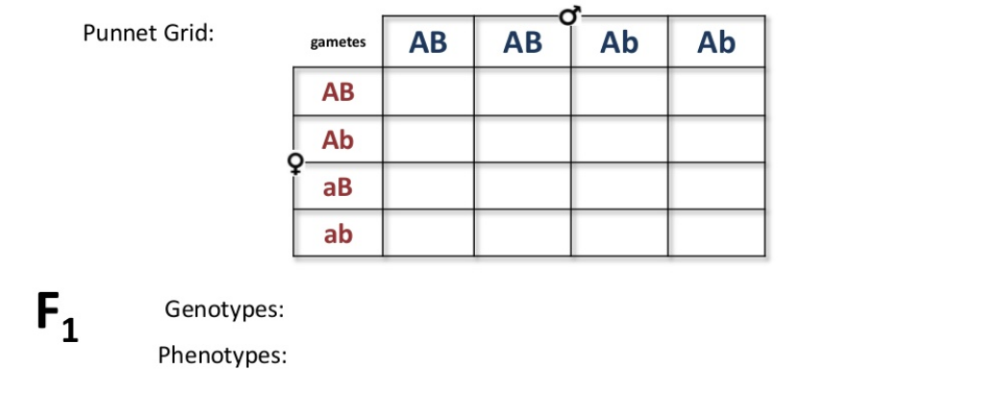 Punnet Grid:
♂
gametes AB AB Ab Ab
AB
Ab
♀
aB
ab
F₁
Genotypes:
Phenotypes: